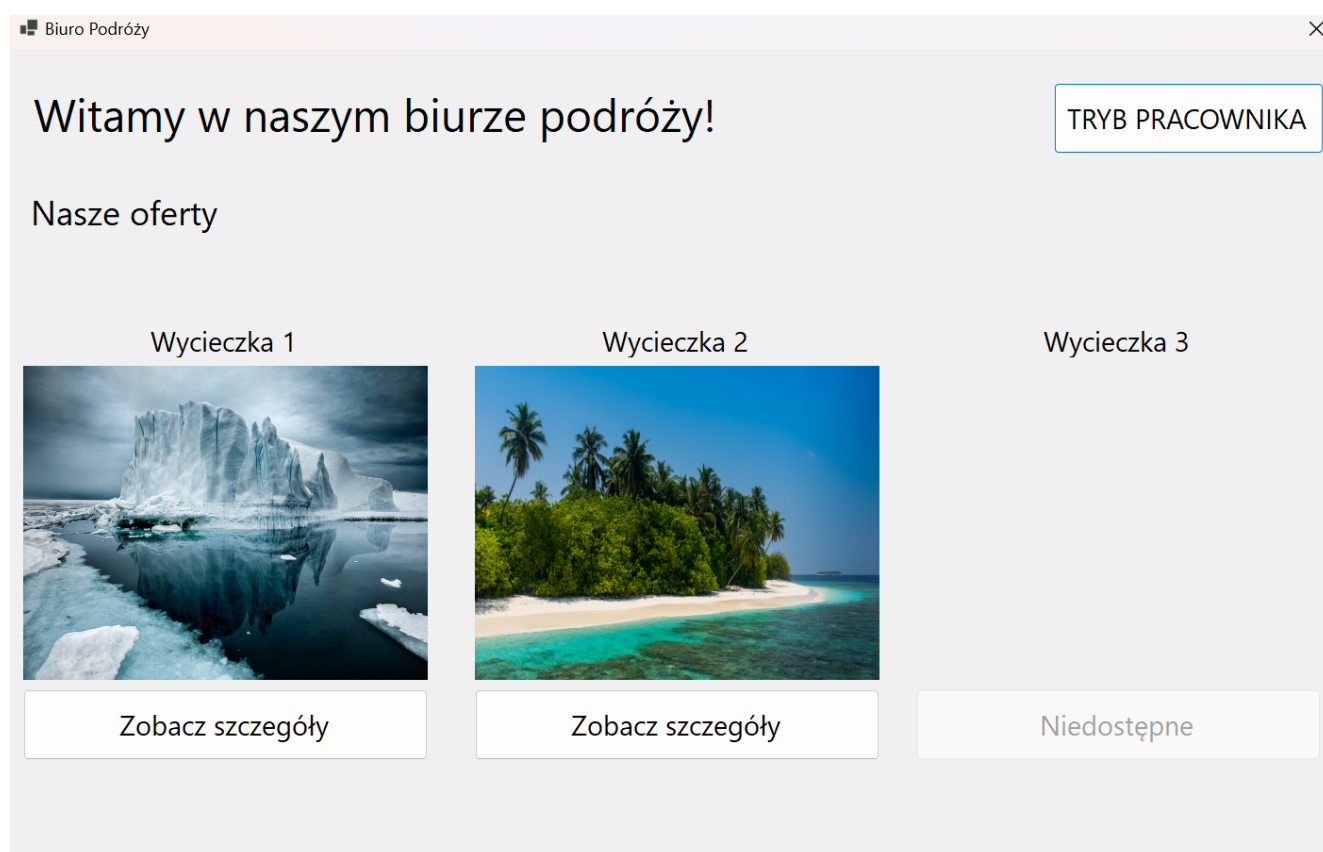 Biuro Podróży
Witamy w naszym biurze podróży!
TRYB PRACOWNIKA
Nasze oferty
Wycieczka 1
Wycieczka 2
Wycieczka 3
Zobacz szczegóły
Zobacz szczegóły
Niedostępne